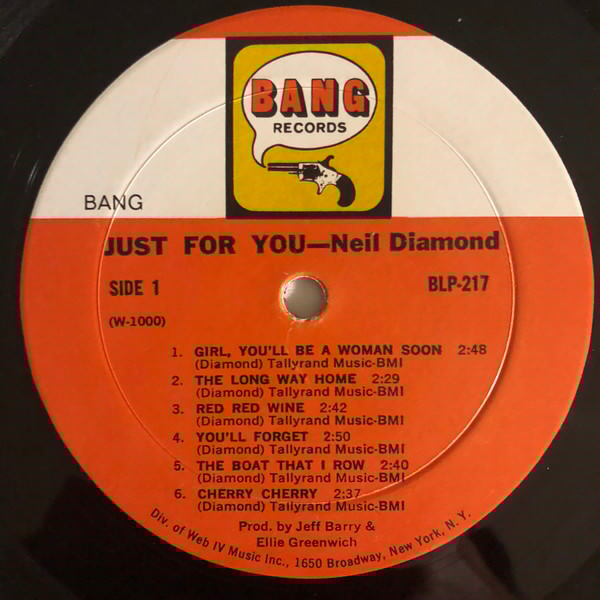 BANG
RECORDS
BANG
JUST FOR YOU—Neil Diamond
SIDE 1
BLP-217
(W-1000)
1. GIRL, YOU'LL BE A WOMAN SOON 2:48
(Diamond) Tallyrand Music-BMI
2. THE LONG WAY HOME 2:29
(Diamond) Tallyrand Music-BMI
3. RED RED WINE 2:42
(Diamond) Tallyrand Music-BMI
4. YOU'LL FORGET 2:50
(Diamond) Tallyrand Music-BMI
5. THE BOAT THAT I ROW 2:40
(Diamond) Tallyrand Music-BMI
6. CHERRY CHERRY 2:37
(Diamond) Tallyrand Music-BMI
Prod. by Jeff Barry &
Ellie Greenwich
Div. of Web IV Music Inc., 1650 Broadway, New York, N. Y.